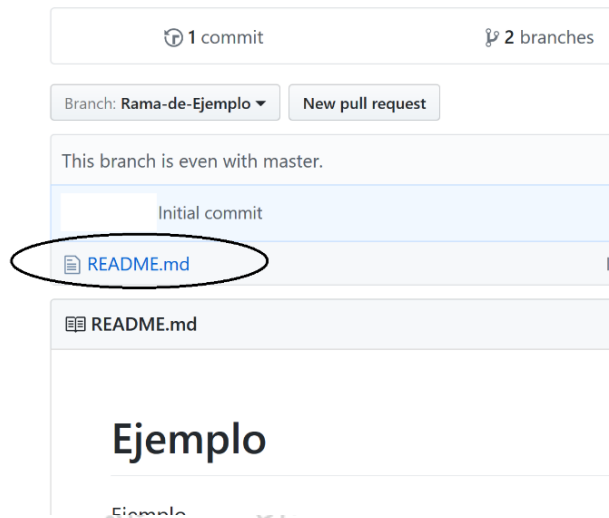 1 commit 2 branches
Branch: Rama-de-Ejemplo New pull request
This branch is even with master.
Initial commit
README.md
README.md
Ejemplo
Ejemplo